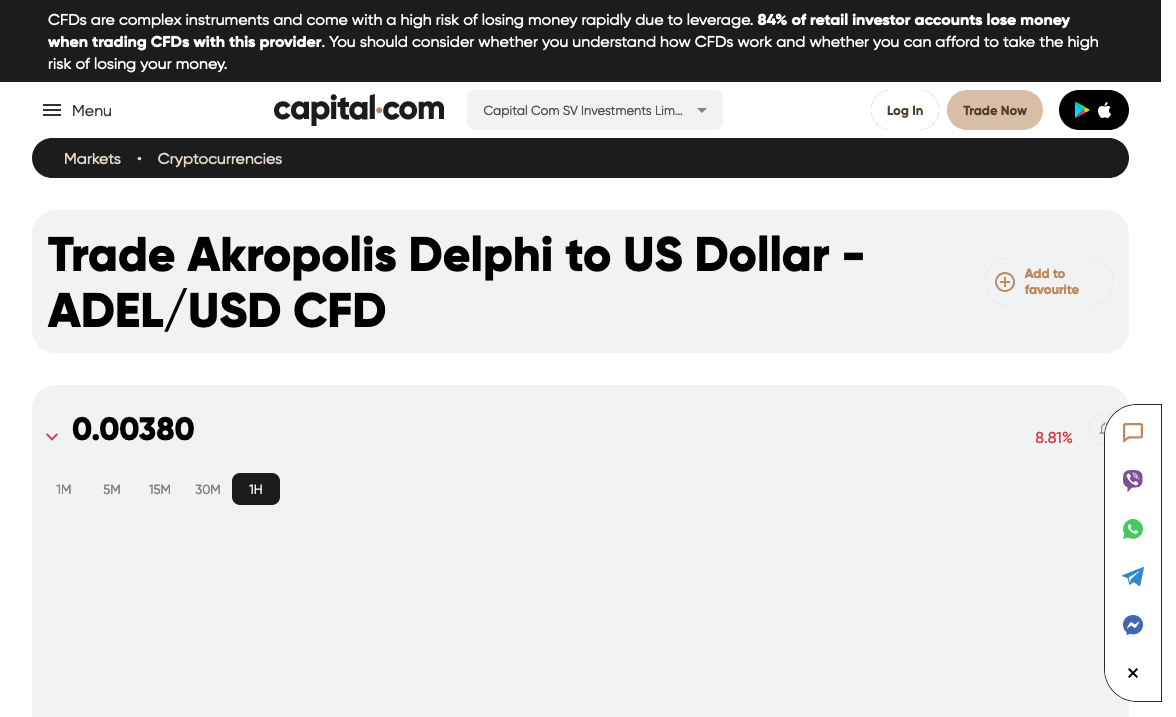 CFDs are complex instruments and come with a high risk of losing money rapidly due to leverage. 84% of retail investor accounts lose money
when trading CFDs with this provider. You should consider whether you understand how CFDs work and whether you can afford to take the high
risk of losing your money.
Menu
capital.com
Capital Com SV Investments Lim...
Log In
Trade Now
Markets • Cryptocurrencies
Trade Akropolis Delphi to US Dollar -
ADEL/USD CFD
Add to
favourite
0.00380
8.81%
1M 5M 15M 30M 1H